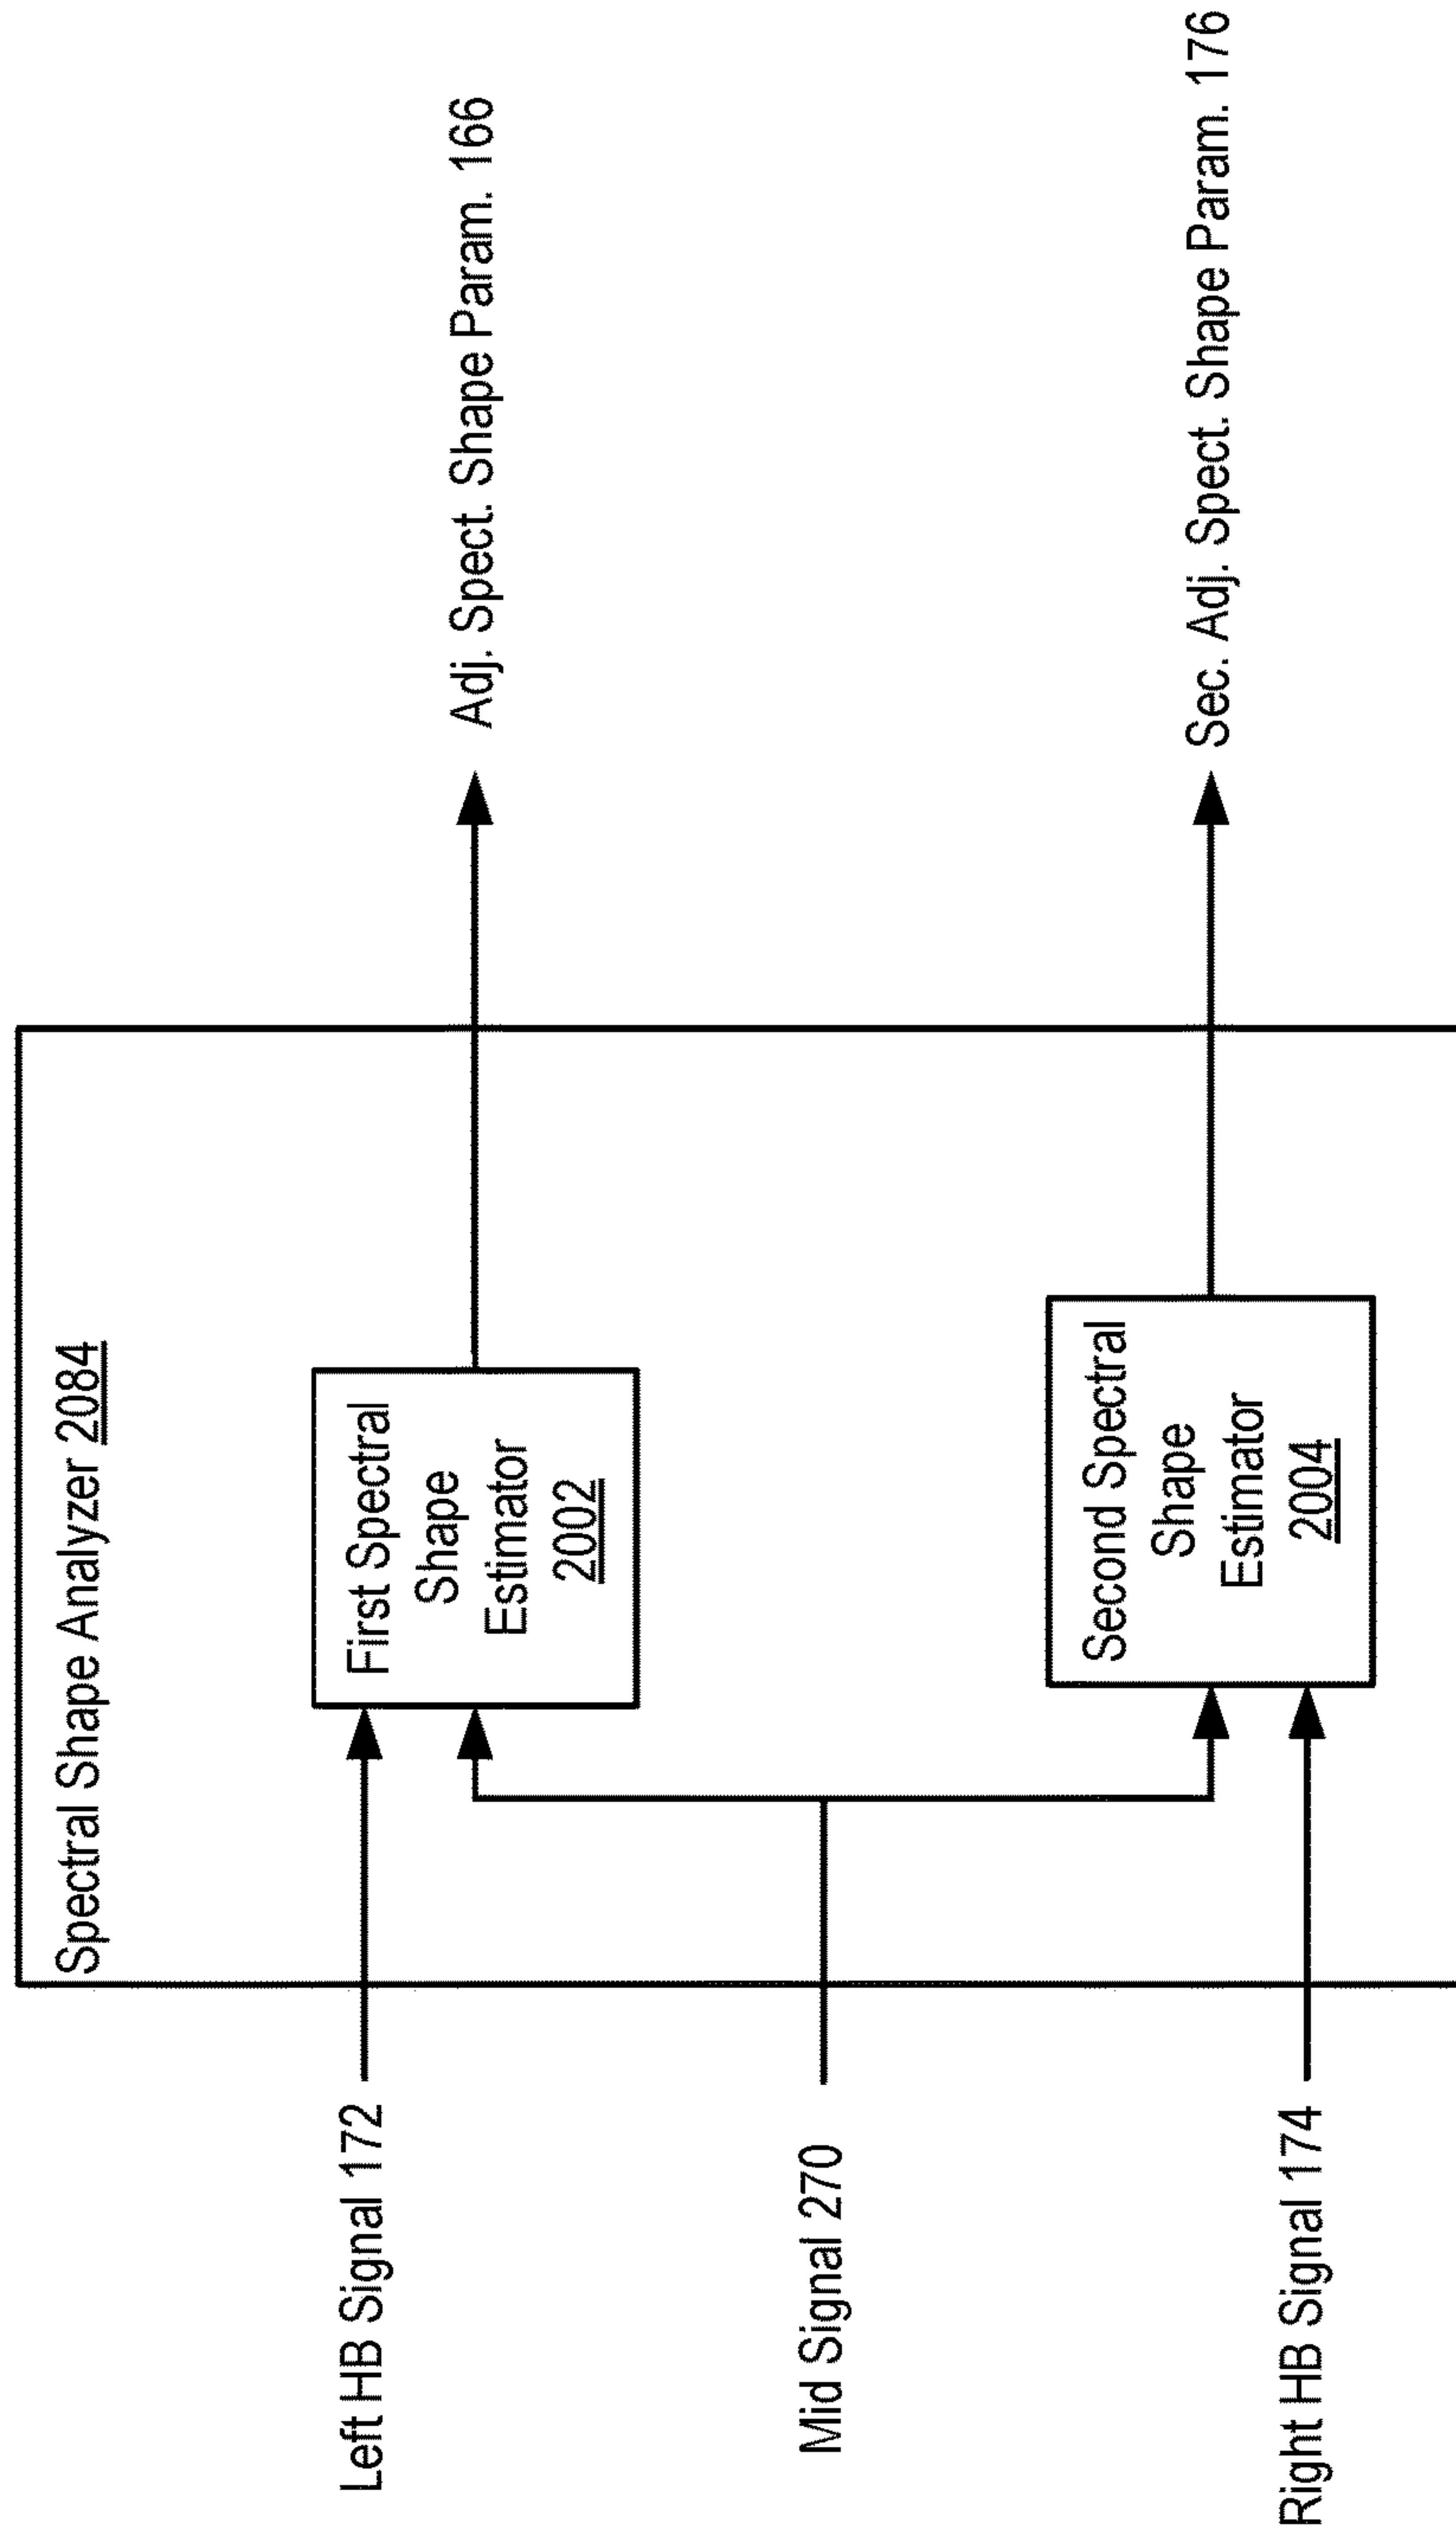 Spectral Shape Analyzer 2084
Left HB Signal 172
First Spectral
Shape
Estimator
2002
Adj. Spect. Shape Param. 166
Mid Signal 270
Right HB Signal 174
Second Spectral
Shape
Estimator
2004
Sec. Adj. Spect. Shape Param. 176